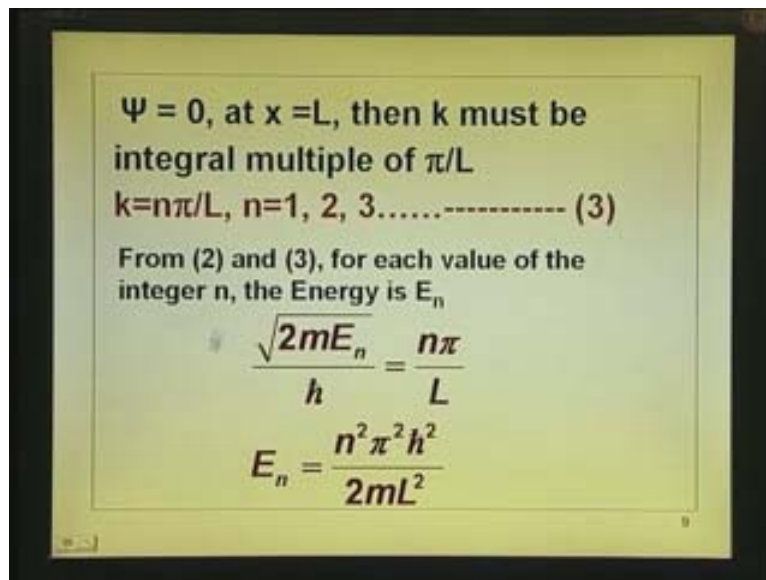 Ψ = 0, at x =L, then k must be
integral multiple of π/L
k=nπ/L, n=1, 2, 3......----------- (3)
From (2) and (3), for each value of the
integer n, the Energy is Eₙ
√2mEₙ / h = nπ / L
Eₙ = n²π²h² / 2mL²
9